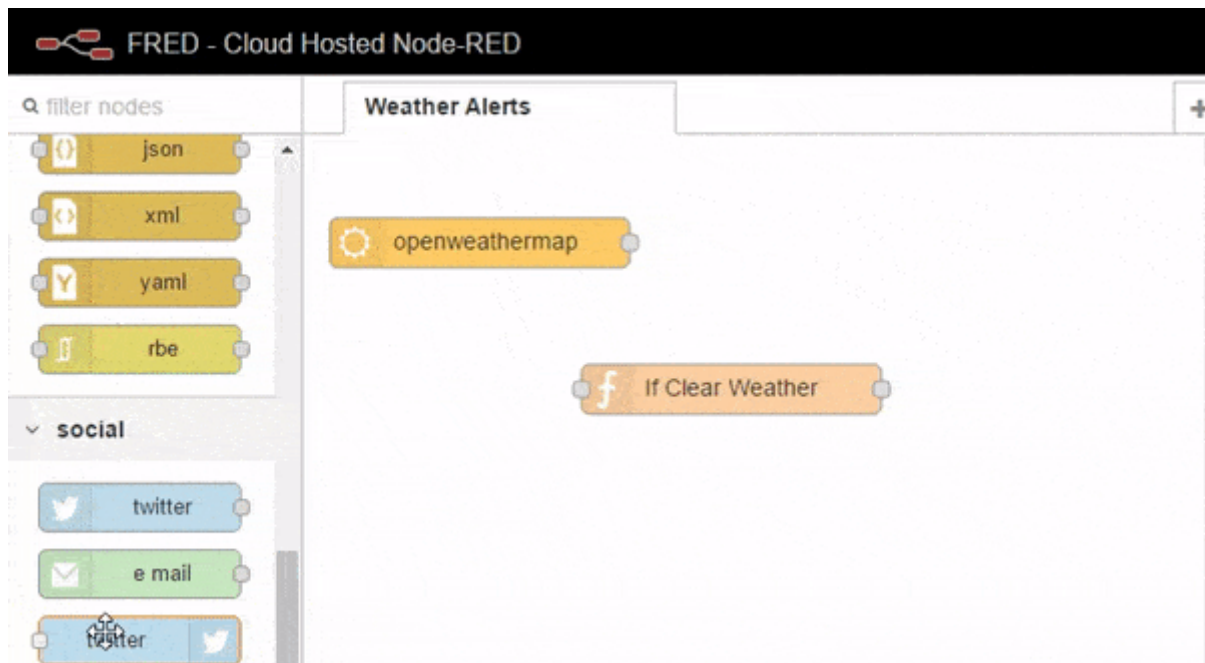 FRED - Cloud Hosted Node-RED
filter nodes
Weather Alerts
json
xml
openweathermap
yaml
rbe
If Clear Weather
social
twitter
e mail
twitter